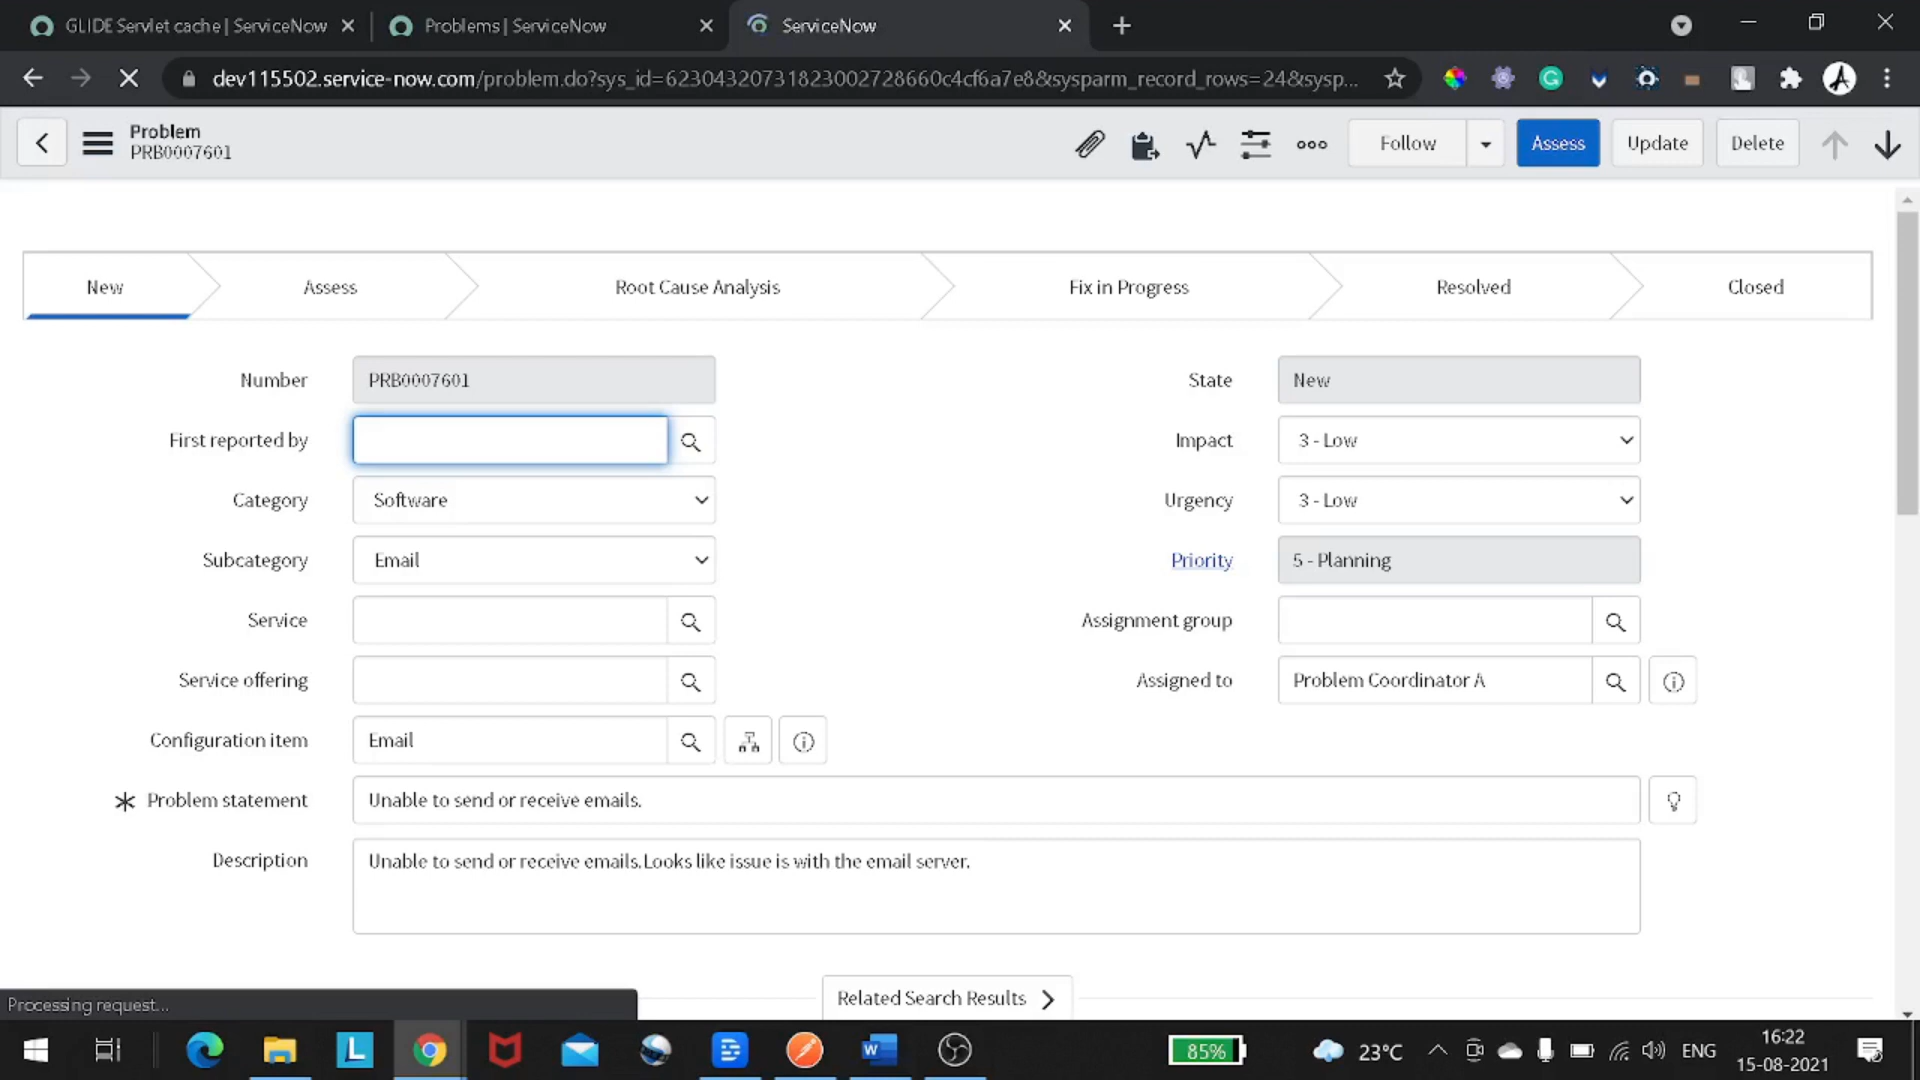 GLIDE Servlet cache | ServiceNow
Problems | ServiceNow
ServiceNow
dev115502.service-now.com/problem.do?sys_id=62304320731823002728660c4cf6a7e8&sysparm_record_rows=24&sysp...
Problem
PRB0007601
Follow
Assess
Update
Delete
New
Assess
Root Cause Analysis
Fix in Progress
Resolved
Closed
Number
PRB0007601
State
New
First reported by
Impact
3 - Low
Category
Software
Urgency
3 - Low
Subcategory
Email
Priority
5 - Planning
Service
Assignment group
Service offering
Assigned to
Problem Coordinator A
Configuration item
Email
Problem statement
Unable to send or receive emails.
Description
Unable to send or receive emails.Looks like issue is with the email server.
Related Search Results
Processing request...
85%
23°C
ENG
16:22
15-08-2021